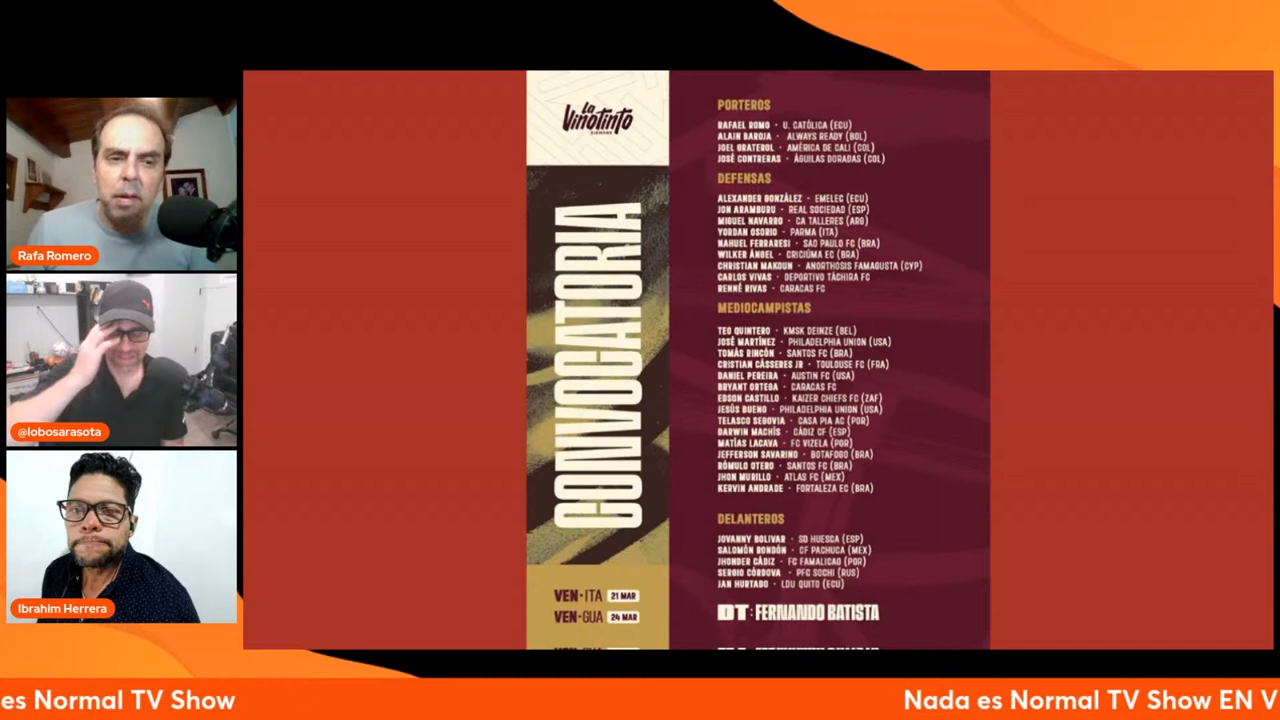 Rafa Romero
@lobosarasota
Ibrahim Herrera
La
Vinotinto
SIEMPRE
CONVOCATORIA
VEN•ITA 21 MAR
VEN•GUA 24 MAR
PORTEROS
RAFAEL ROMO • U. CATÓLICA (ECU)
ALAIN BAROJA • ALWAYS READY (BOL)
JOEL GRATEROL • AMÉRICA DE CALI (COL)
JOSÉ CONTRERAS • ÁGUILAS DORADAS (COL)
DEFENSAS
ALEXANDER GONZÁLEZ • EMELEC (ECU)
JON ARAMBURU • REAL SOCIEDAD (ESP)
MIGUEL NAVARRO • CA TALLERES (ARG)
YORDAN OSORIO • PARMA (ITA)
NAHUEL FERRARESI • SAO PAULO FC (BRA)
WILKER ÁNGEL • CRICIÚMA EC (BRA)
CHRISTIAN MAKOUN • ANORTHOSIS FAMAGUSTA (CYP)
CARLOS VIVAS • DEPORTIVO TÁCHIRA FC
RENNÉ RIVAS • CARACAS FC
MEDIOCAMPISTAS
TEO QUINTERO • KMSK DEINZE (BEL)
JOSÉ MARTÍNEZ • PHILADELPHIA UNION (USA)
TOMÁS RINCÓN • SANTOS FC (BRA)
CRISTIAN CÁSSERES JR • TOULOUSE FC (FRA)
DANIEL PEREIRA • AUSTIN FC (USA)
BRYANT ORTEGA • CARACAS FC
EDSON CASTILLO • KAIZER CHIEFS FC (ZAF)
JESÚS BUENO • PHILADELPHIA UNION (USA)
TELASCO SEGOVIA • CASA PIA AC (POR)
DARWIN MACHÍS • CÁDIZ CF (ESP)
MATÍAS LACAVA • FC VIZELA (POR)
JEFFERSON SAVARINO • BOTAFOGO (BRA)
RÓMULO OTERO • SANTOS FC (BRA)
JHON MURILLO • ATLAS FC (MEX)
KERVIN ANDRADE • FORTALEZA EC (BRA)
DELANTEROS
JOVANNY BOLIVAR • SD HUESCA (ESP)
SALOMÓN RONDÓN • CF PACHUCA (MEX)
JHONDER CÁDIZ • FC FAMALICAO (POR)
SERGIO CÓRDOVA • PFC SOCHI (RUS)
JAN HURTADO • LDU QUITO (ECU)
DT: FERNANDO BATISTA
es Normal TV Show
Nada es Normal TV Show EN V